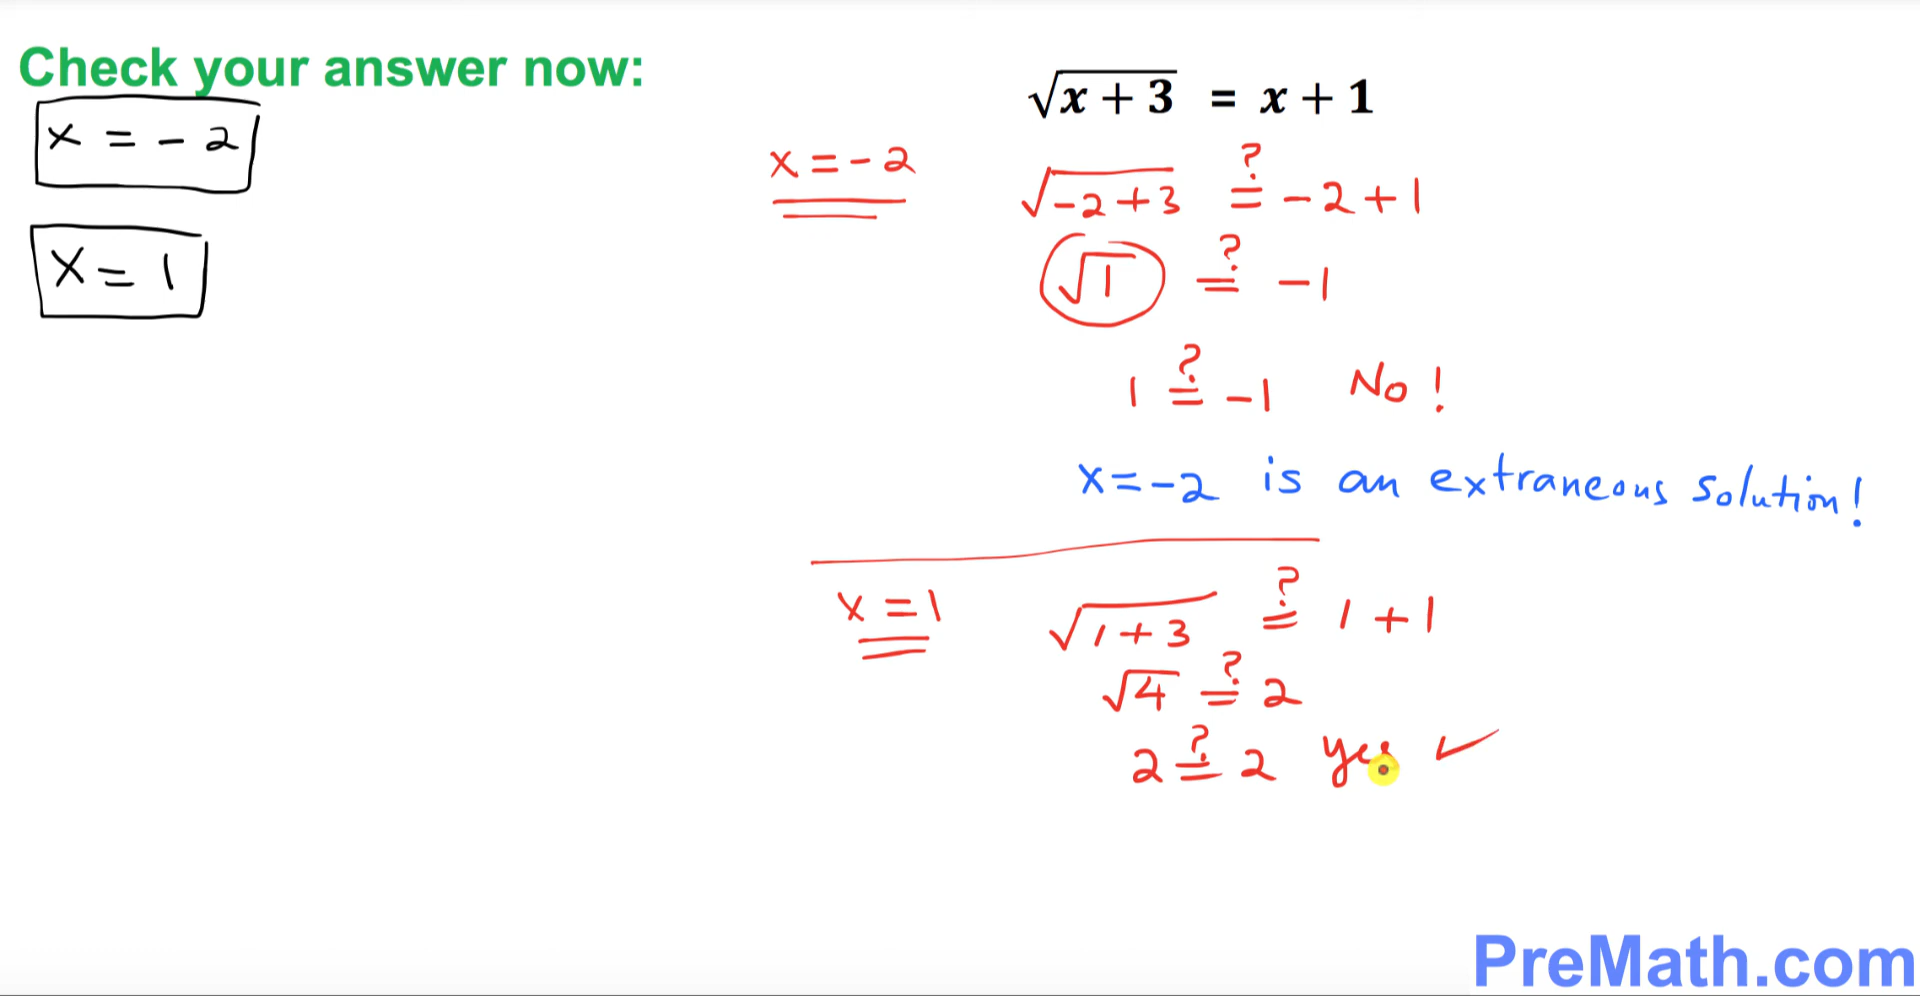 Check your answer now:
x = -2
x = 1
√x + 3 = x + 1
x = -2
√-2+3 ?= -2+1
√1 ?= -1
1 ?= -1 No!
x=-2 is an extraneous solution!
x = 1
√1+3 ?= 1+1
√4 ?= 2
2 ?= 2 yes ✓
PreMath.com